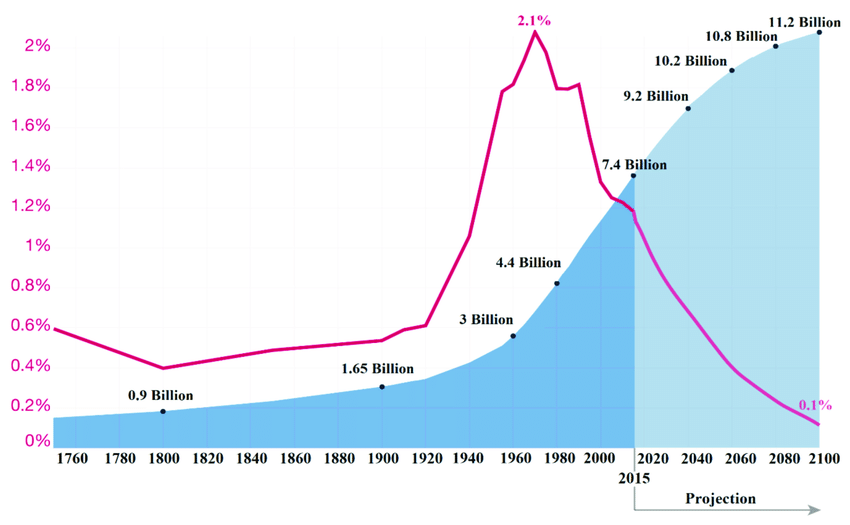 2.1%
11.2 Billion
10.8 Billion
10.2 Billion
9.2 Billion
7.4 Billion
4.4 Billion
3 Billion
1.65 Billion
0.9 Billion
0.1%
2%
1.8%
1.6%
1.4%
1.2%
1%
0.8%
0.6%
0.4%
0.2%
0%
1760 1780 1800 1820 1840 1860 1880 1900 1920 1940 1960 1980 2000 2020 2040 2060 2080 2100
2015
Projection